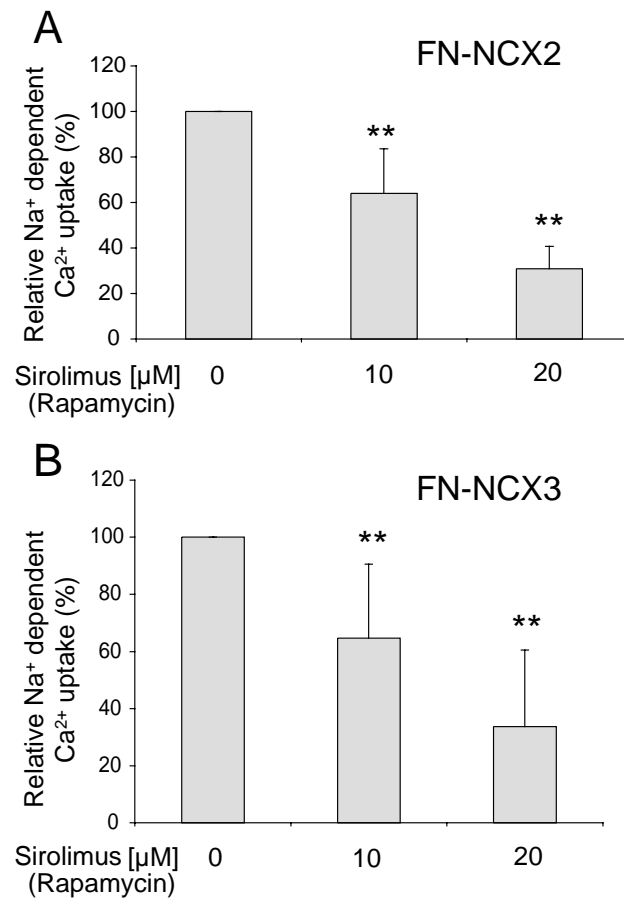 A
FN-NCX2
Relative Na⁺ dependent
Ca²⁺ uptake (%)
120
100
80
60
40
20
0
**
**
Sirolimus [µM] 0 10 20
(Rapamycin)
B
FN-NCX3
Relative Na⁺ dependent
Ca²⁺ uptake (%)
120
100
80
60
40
20
0
**
**
Sirolimus [µM] 0 10 20
(Rapamycin)